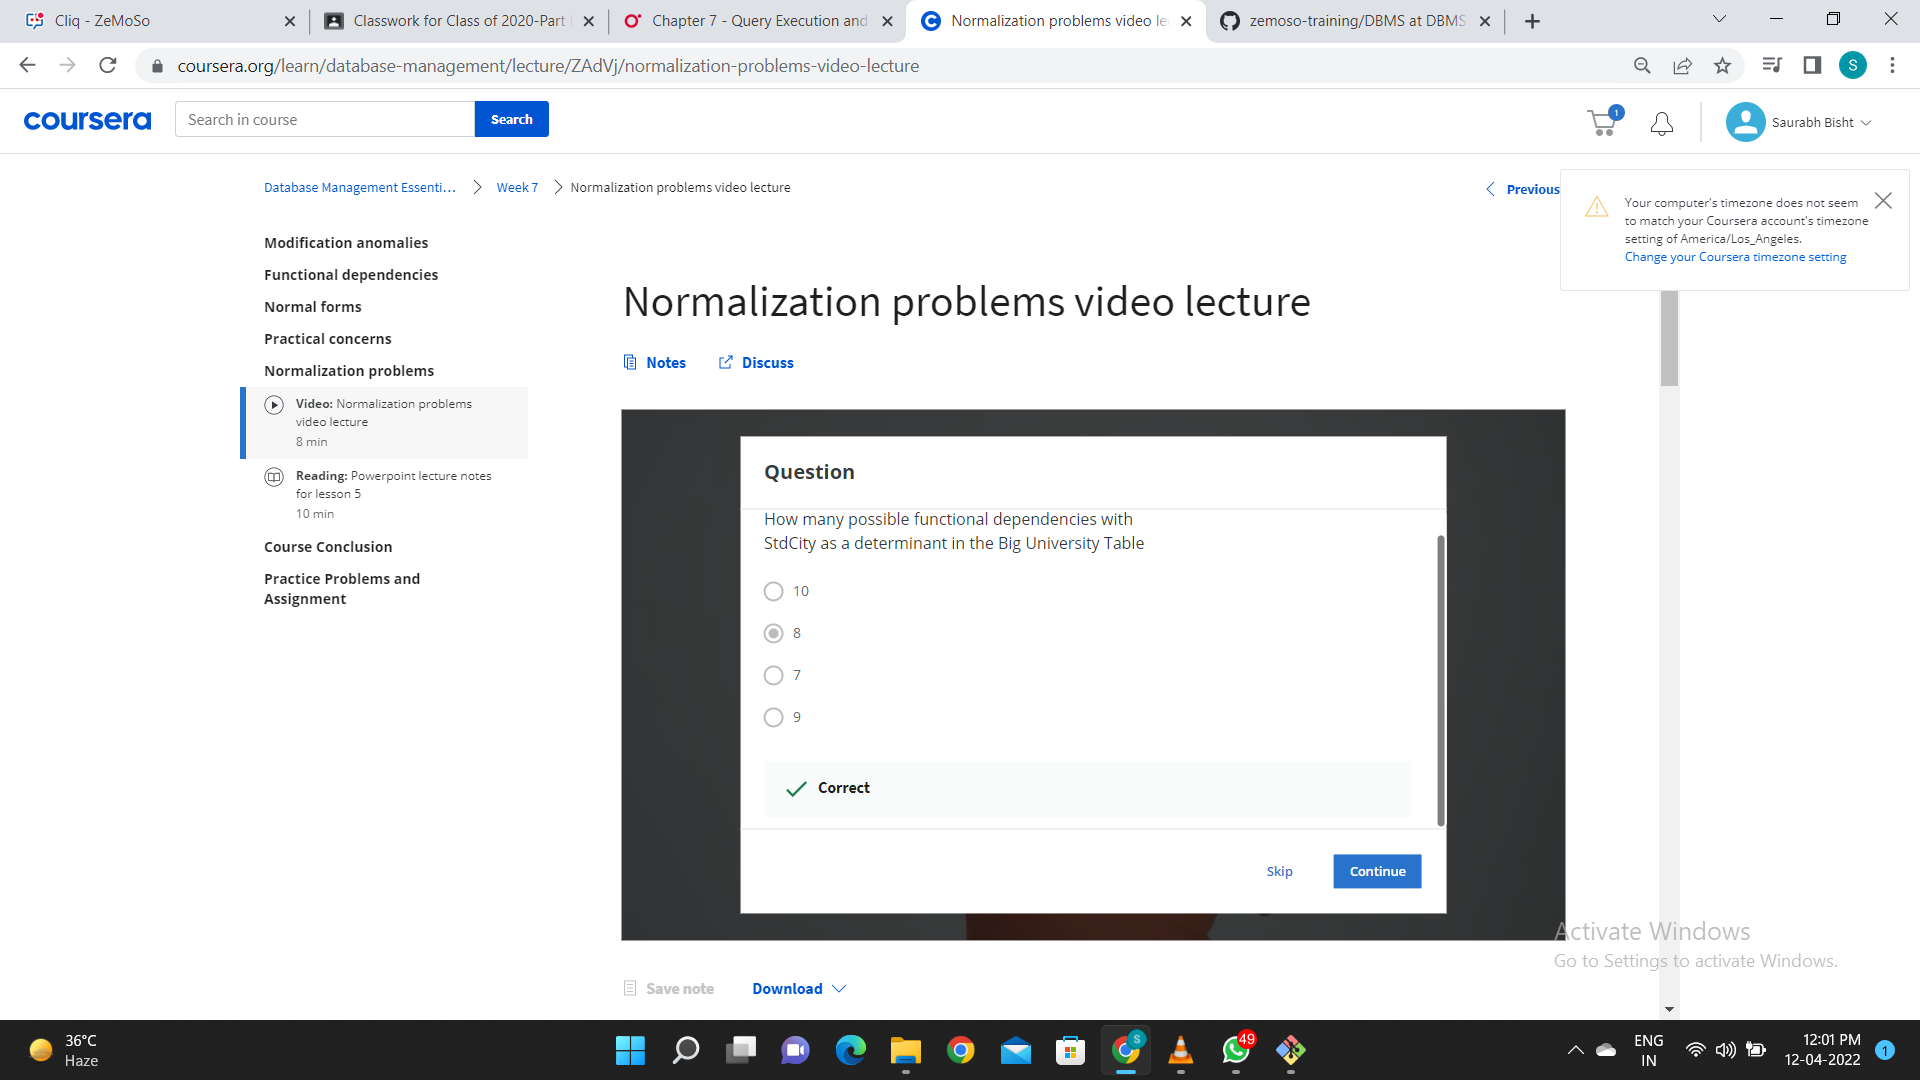 Cliq - ZeMoSo
Classwork for Class of 2020-Part
Chapter 7 - Query Execution and
Normalization problems video le
zemoso-training/DBMS at DBMS
coursera.org/learn/database-management/lecture/ZAdVj/normalization-problems-video-lecture
S
coursera
Search in course
Search
1
Saurabh Bisht
Database Management Essenti...
Week 7
Normalization problems video lecture
Previous
Your computer's timezone does not seem
to match your Coursera account's timezone
setting of America/Los_Angeles.
Change your Coursera timezone setting
Modification anomalies
Functional dependencies
Normal forms
Practical concerns
Normalization problems
Video: Normalization problems
video lecture
8 min
Reading: Powerpoint lecture notes
for lesson 5
10 min
Course Conclusion
Practice Problems and
Assignment
Normalization problems video lecture
Notes
Discuss
Question
How many possible functional dependencies with
StdCity as a determinant in the Big University Table
10
8
7
9
Correct
Skip
Continue
Save note
Download
Activate Windows
Go to Settings to activate Windows.
36°C
Haze
S
49
ENG
IN
12:01 PM
12-04-2022
1